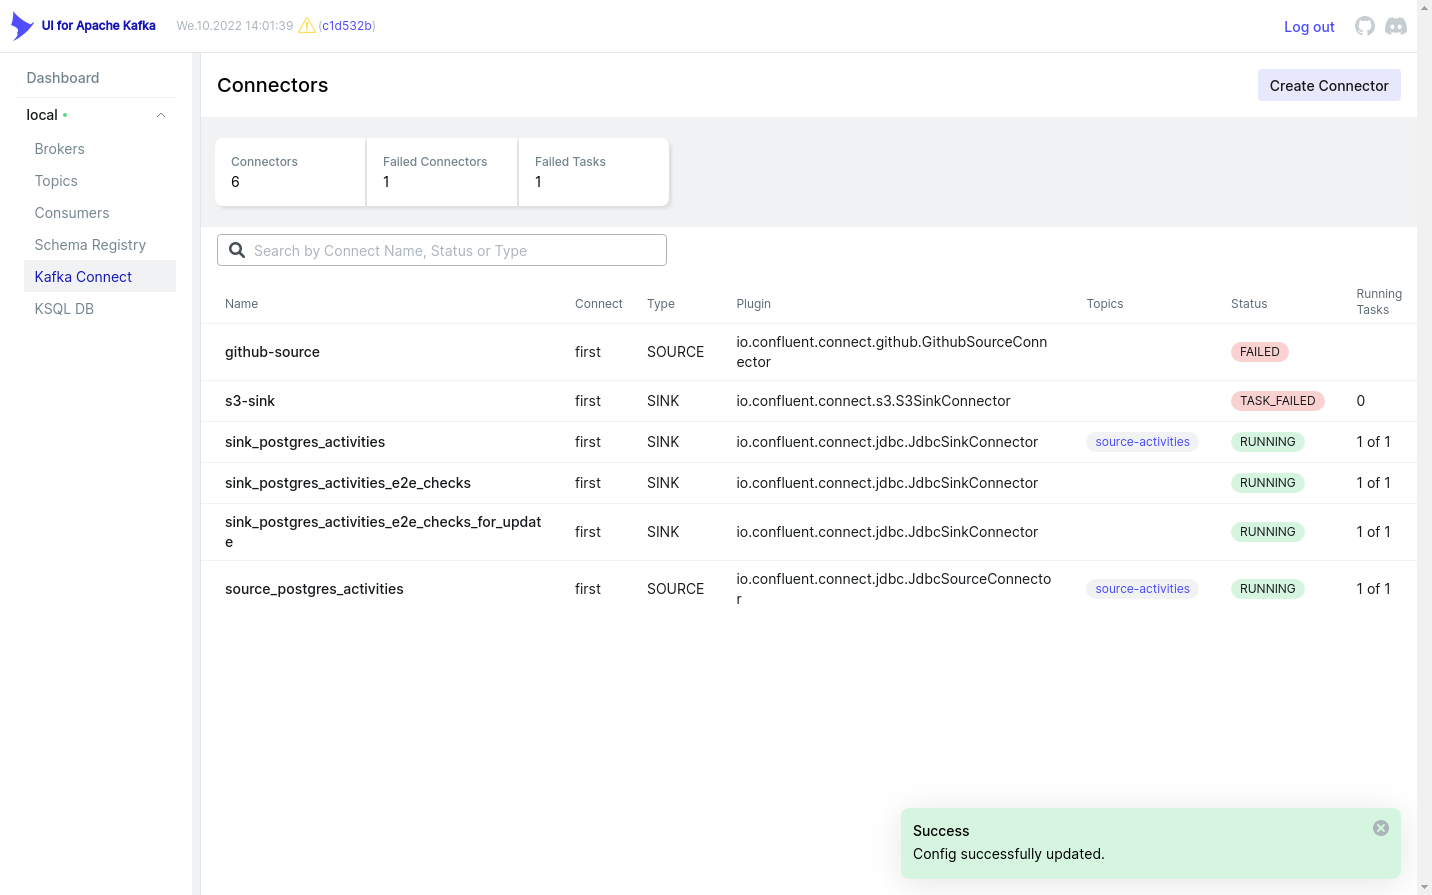 UI for Apache Kafka We.10.2022 14:01:39 (c1d532b) Log out
Dashboard
local
Brokers
Topics
Consumers
Schema Registry
Kafka Connect
KSQL DB
Connectors Create Connector
Connectors Failed Connectors Failed Tasks
6 1 1
Search by Connect Name, Status or Type
Name Connect Type Plugin Topics Status Running
Tasks
github-source first SOURCE io.confluent.connect.github.GithubSourceConn FAILED
ector
s3-sink first SINK io.confluent.connect.s3.S3SinkConnector TASK_FAILED 0
sink_postgres_activities first SINK io.confluent.connect.jdbc.JdbcSinkConnector source-activities RUNNING 1 of 1
sink_postgres_activities_e2e_checks first SINK io.confluent.connect.jdbc.JdbcSinkConnector RUNNING 1 of 1
sink_postgres_activities_e2e_checks_for_updat first SINK io.confluent.connect.jdbc.JdbcSinkConnector RUNNING 1 of 1
e
source_postgres_activities first SOURCE io.confluent.connect.jdbc.JdbcSourceConnecto source-activities RUNNING 1 of 1
r
Success
Config successfully updated.